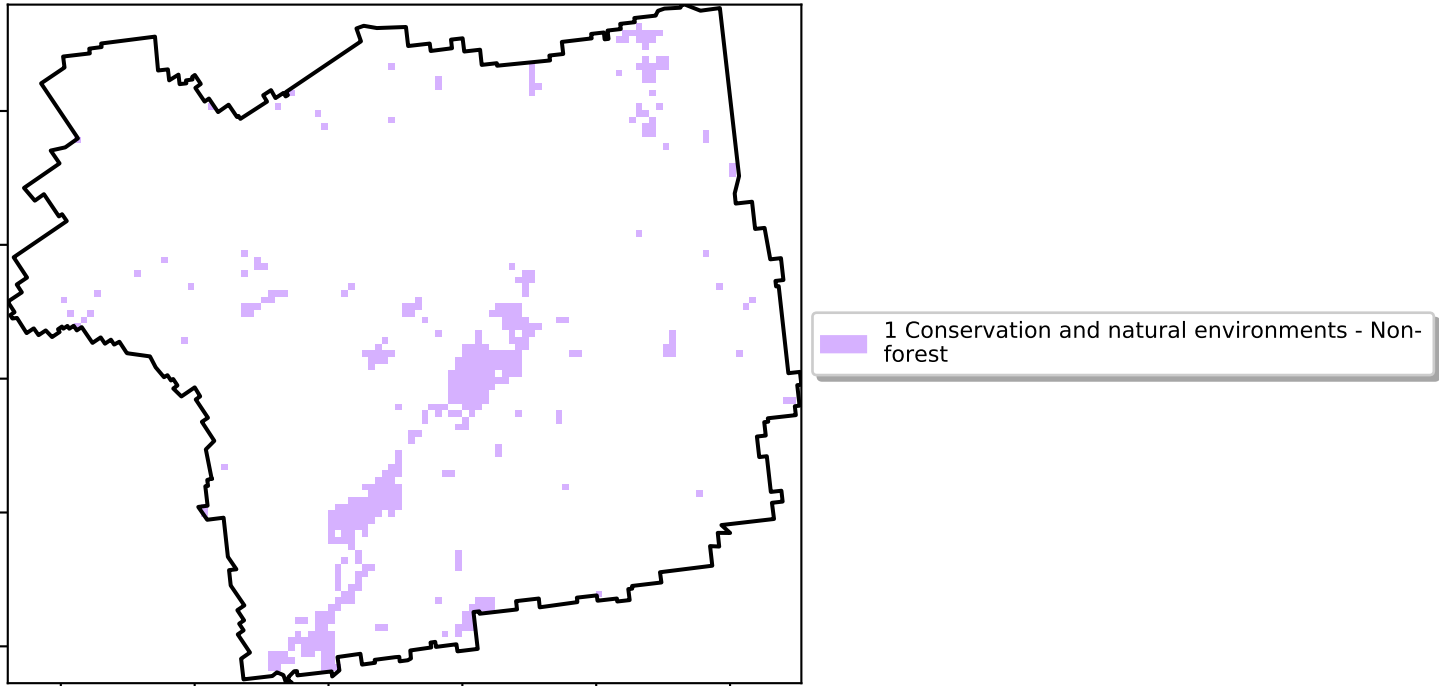 1 Conservation and natural environments - Non-
forest